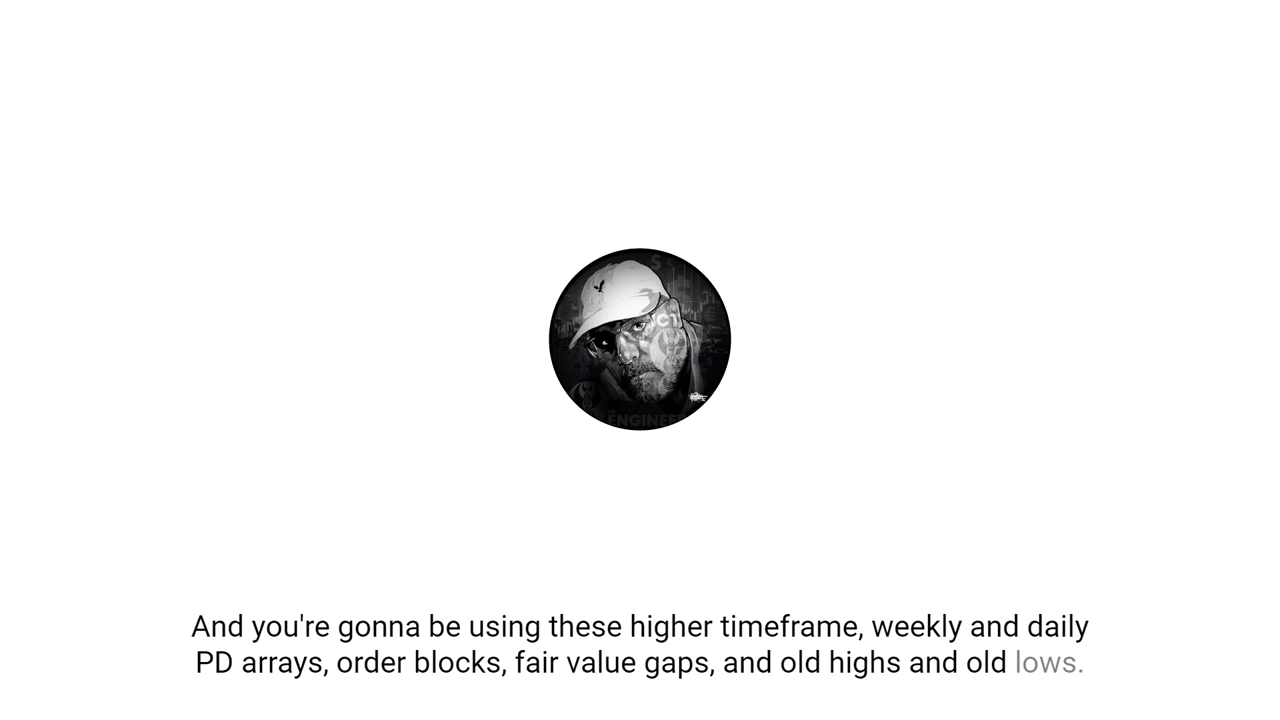 ENGINEE
And you're gonna be using these higher timeframe, weekly and daily
PD arrays, order blocks, fair value gaps, and old highs and old lows.